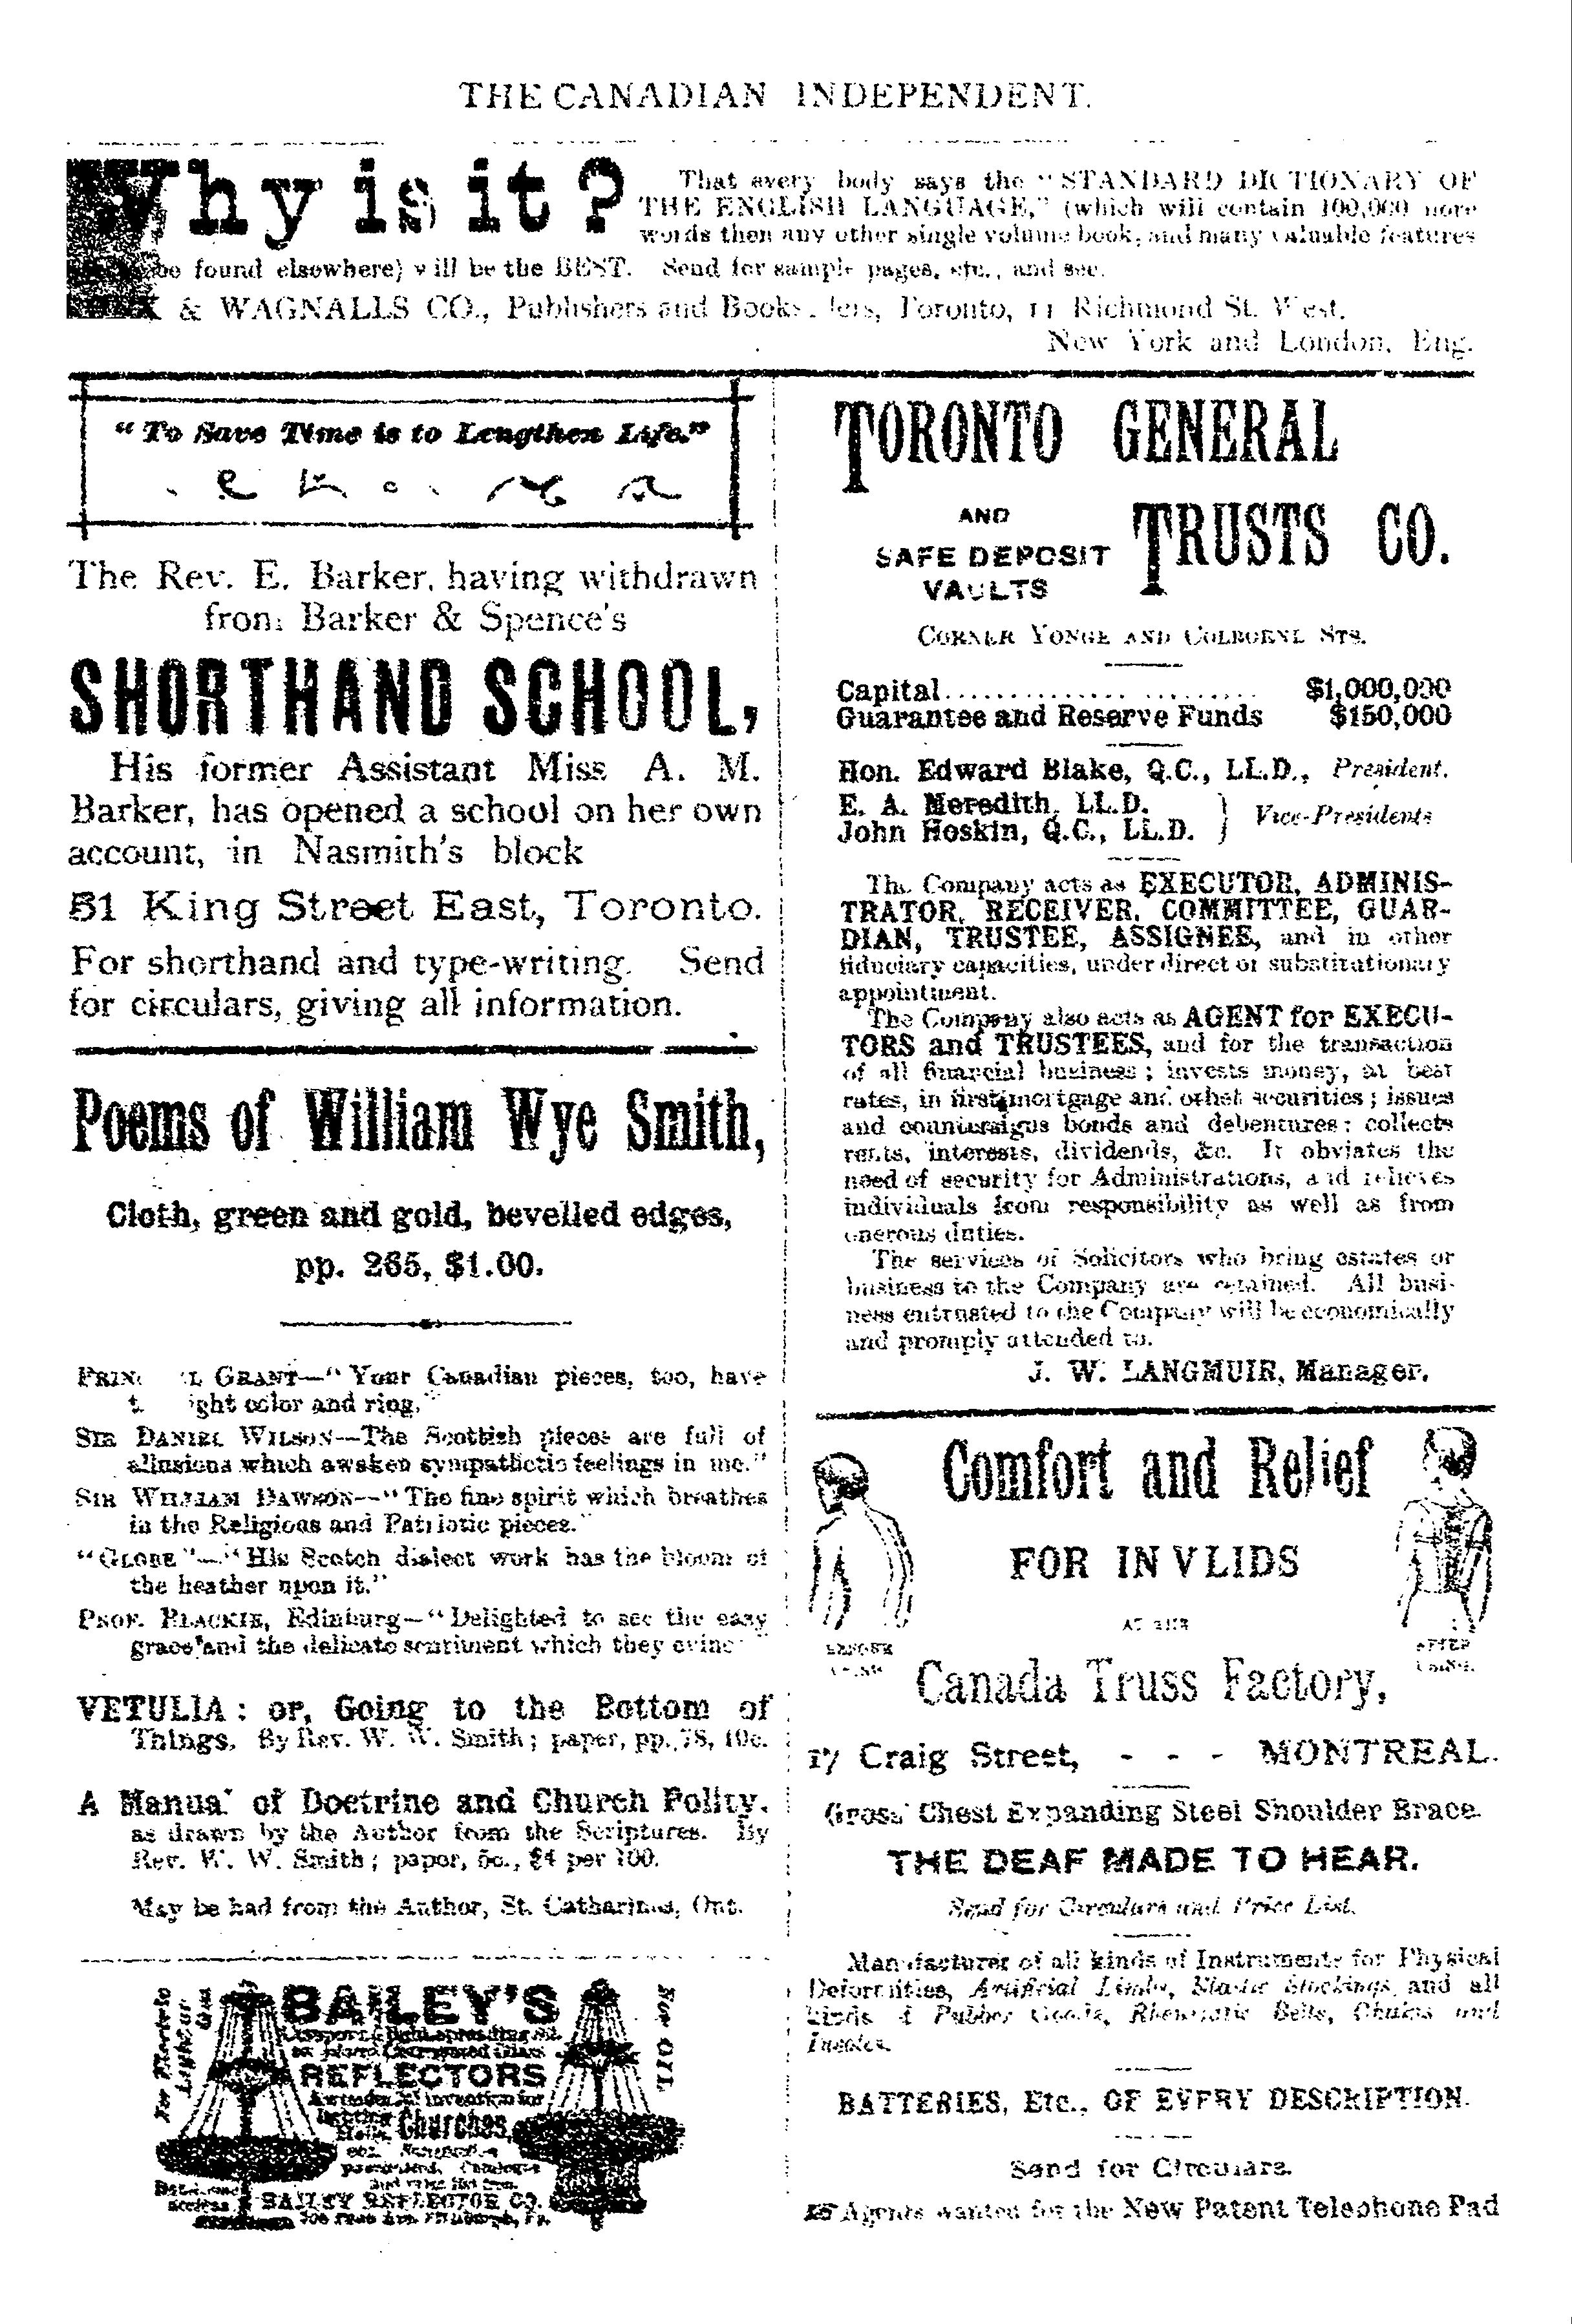 THE CANADIAN INDEPENDENT.
Why is it?
That every body says the "STANDARD DICTIONARY OF
THE ENGLISH LANGUAGE," (which will contain 100,000 more
words then any other single volume book, and many valuable features
be found elsewhere) will be the BEST. Send for sample pages, etc., and see.
& WAGNALLS CO., Publishers and Booksellers, Toronto, 11 Richmond St. West.
New York and London, Eng.
"To Save Time is to Lengthen Life."
The Rev. E. Barker, having withdrawn
from Barker & Spence's
SHORTHAND SCHOOL,
His former Assistant Miss A. M.
Barker, has opened a school on her own
account, in Nasmith's block
51 King Street East, Toronto.
For shorthand and type-writing. Send
for circulars, giving all information.
Poems of William Wye Smith,
Cloth, green and gold, bevelled edges,
pp. 265, $1.00.
GRANT—"Your Canadian pieces, too, have
color and ring."
SIR DANIEL WILSON—The Scottish pieces are full of
allusions which awaken sympathetic feelings in me."
SIR WILLIAM DAWSON—"The fine spirit which breathes
in the Religious and Patriotic pieces."
"GLOBE"—"His Scotch dialect work has the bloom of
the heather upon it."
PROF. BLACKIE, Edinburg—"Delighted to see the easy
grace and the delicate sentiment which they evince"
VETULIA: or, Going to the Bottom of
Things. By Rev. W. W. Smith; paper, pp. 78, 10c.
A Manual of Doctrine and Church Polity.
as drawn by the Author from the Scriptures. By
Rev. W. W. Smith; paper, 5c., $4 per 100.
May be had from the Author, St. Catharines, Ont.
BAILEY'S
REFLECTORS
Churches,
BAILEY REFLECTOR CO.
TORONTO GENERAL
AND
SAFE DEPOSIT
VAULTS
TRUSTS CO.
CORNER YONGE AND COLBORNE STS.
Capital.......................... $1,000,000
Guarantee and Reserve Funds $150,000
Hon. Edward Blake, Q.C., LL.D., President.
E. A. Meredith, LL.D.
John Hoskin, Q.C., LL.D. } Vice-Presidents
The Company acts as EXECUTOR, ADMINIS-
TRATOR, RECEIVER, COMMITTEE, GUAR-
DIAN, TRUSTEE, ASSIGNEE, and in other
fiduciary capacities, under direct or substitutionary
appointment.
The Company also acts as AGENT for EXECU-
TORS and TRUSTEES, and for the transaction
of all financial business; invests money, at best
rates, in first mortgage and other securities; issues
and countersigns bonds and debentures; collects
rents, interests, dividends, &c. It obviates the
need of security for Administrations, and relieves
individuals from responsibility as well as from
onerous duties.
The services of Solicitors who bring estates or
business to the Company are retained. All busi-
ness entrusted to the Company will be economically
and promply attended to.
J. W. LANGMUIR, Manager.
Comfort and Relief
FOR INVLIDS
AT THE
BEFORE
USING
AFTER
USING.
Canada Truss Factory,
17 Craig Street, - - - MONTREAL.
Gross' Chest Expanding Steel Shoulder Brace.
THE DEAF MADE TO HEAR.
Send for Circulars and Price List.
Manufacturer of all kinds of Instruments for Physical
Deformities, Artificial Limbs, Elastic Stockings, and all
kinds of Rubber Goods, Rheumatic Belts, Chains and
Insoles.
BATTERIES, Etc., OF EVERY DESCRIPTION.
Send for Circulars.
Agents wanted for the New Patent Telephone Pad